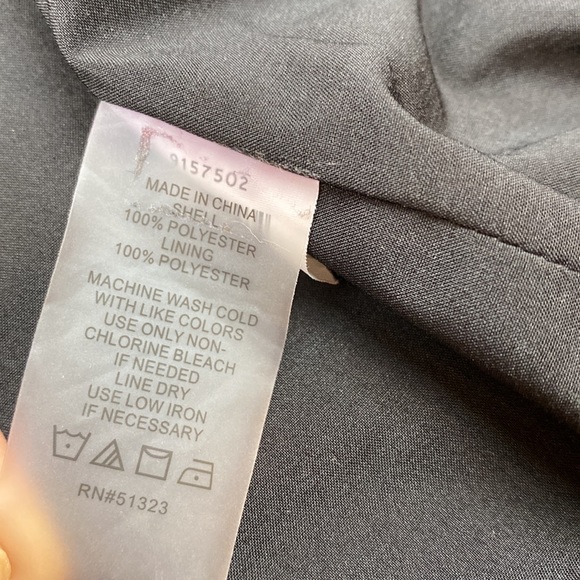 9157502
MADE IN CHINA
SHELL
100% POLYESTER
LINING
100% POLYESTER
MACHINE WASH COLD
WITH LIKE COLORS
USE ONLY NON-
CHLORINE BLEACH
IF NEEDED
LINE DRY
USE LOW IRON
IF NECESSARY
RN#51323